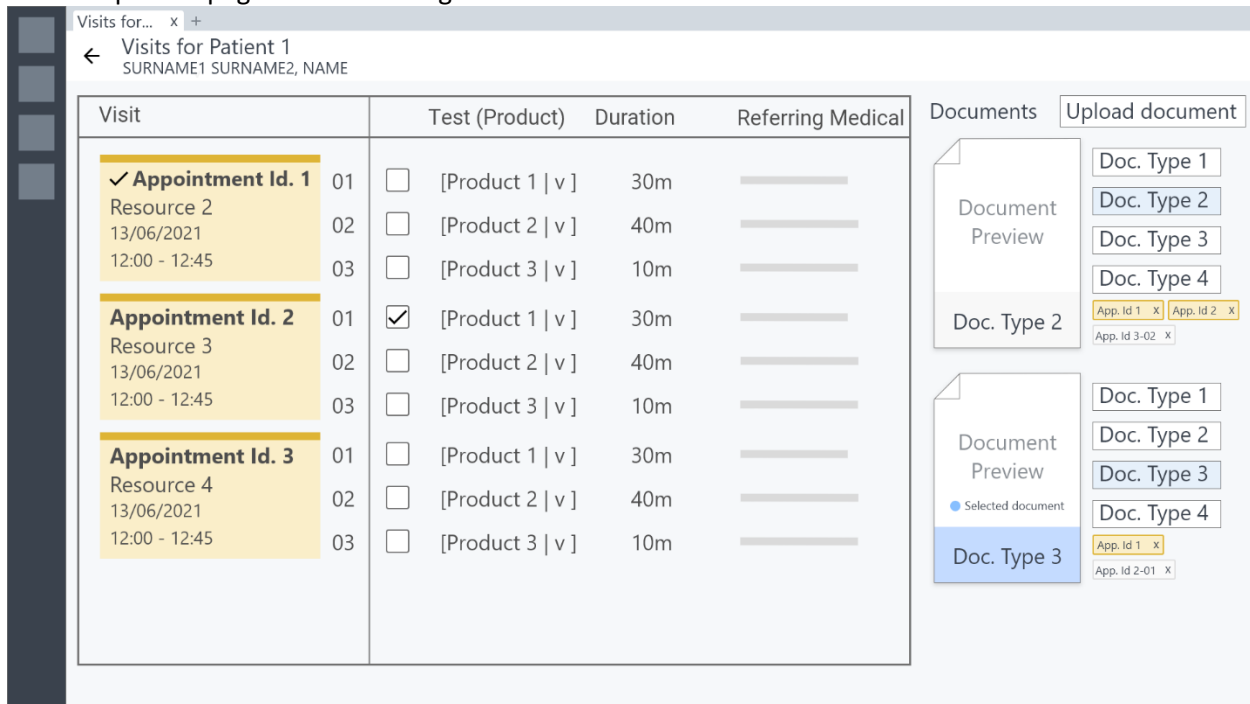 Visits for... x +
Visits for Patient 1
SURNAME1 SURNAME2, NAME
Visit Test (Product) Duration Referring Medical
Appointment Id. 1
Resource 2
13/06/2021
12:00 - 12:45
01 [Product 1 | v ] 30m
02 [Product 2 | v ] 40m
03 [Product 3 | v ] 10m
Appointment Id. 2
Resource 3
13/06/2021
12:00 - 12:45
01 [Product 1 | v ] 30m
02 [Product 2 | v ] 40m
03 [Product 3 | v ] 10m
Appointment Id. 3
Resource 4
13/06/2021
12:00 - 12:45
01 [Product 1 | v ] 30m
02 [Product 2 | v ] 40m
03 [Product 3 | v ] 10m
Documents Upload document
Document
Preview
Doc. Type 2
Doc. Type 1
Doc. Type 2
Doc. Type 3
Doc. Type 4
App. Id 1 x App. Id 2 x
App. Id 3-02 x
Document
Preview
Selected document
Doc. Type 3
Doc. Type 1
Doc. Type 2
Doc. Type 3
Doc. Type 4
App. Id 1 x
App. Id 2-01 x